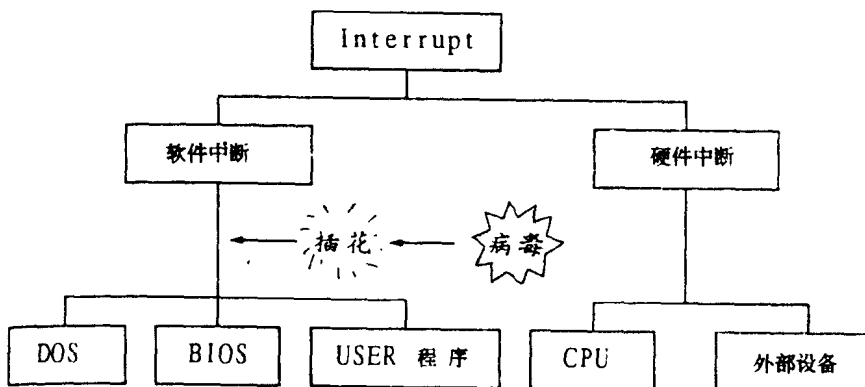 Interrupt
软件中断
硬件中断
插花
病毒
DOS
BIOS
USER 程序
CPU
外部设备